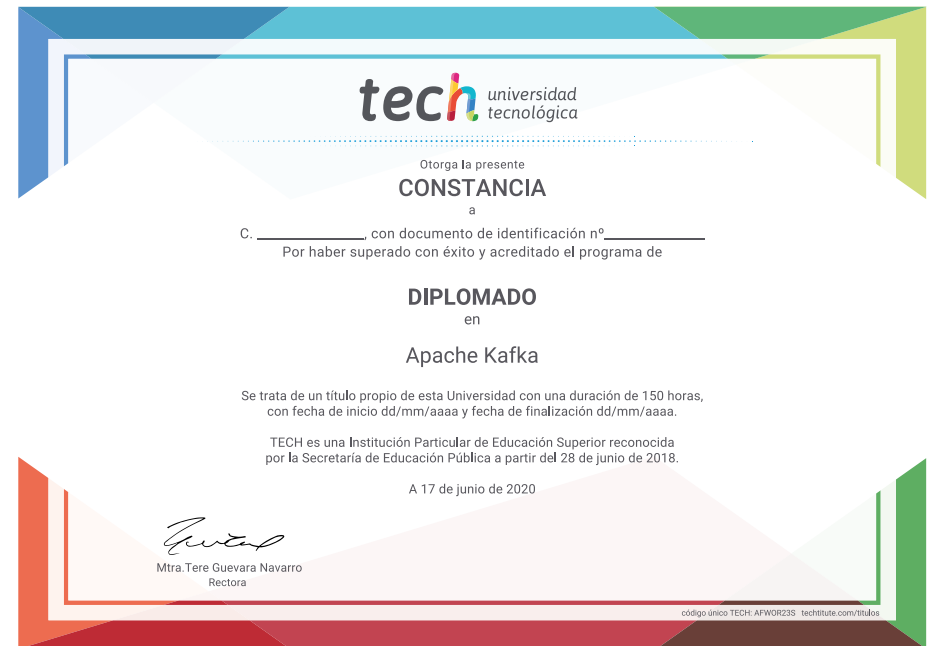 tech universidad
tecnológica
Otorga la presente
CONSTANCIA
a
C. ______________, con documento de identificación nº_____________
Por haber superado con éxito y acreditado el programa de
DIPLOMADO
en
Apache Kafka
Se trata de un título propio de esta Universidad con una duración de 150 horas,
con fecha de inicio dd/mm/aaaa y fecha de finalización dd/mm/aaaa.
TECH es una Institución Particular de Educación Superior reconocida
por la Secretaría de Educación Pública a partir del 28 de junio de 2018.
A 17 de junio de 2020
Mtra.Tere Guevara Navarro
Rectora
código único TECH: AFWOR23S techtitute.com/titulos